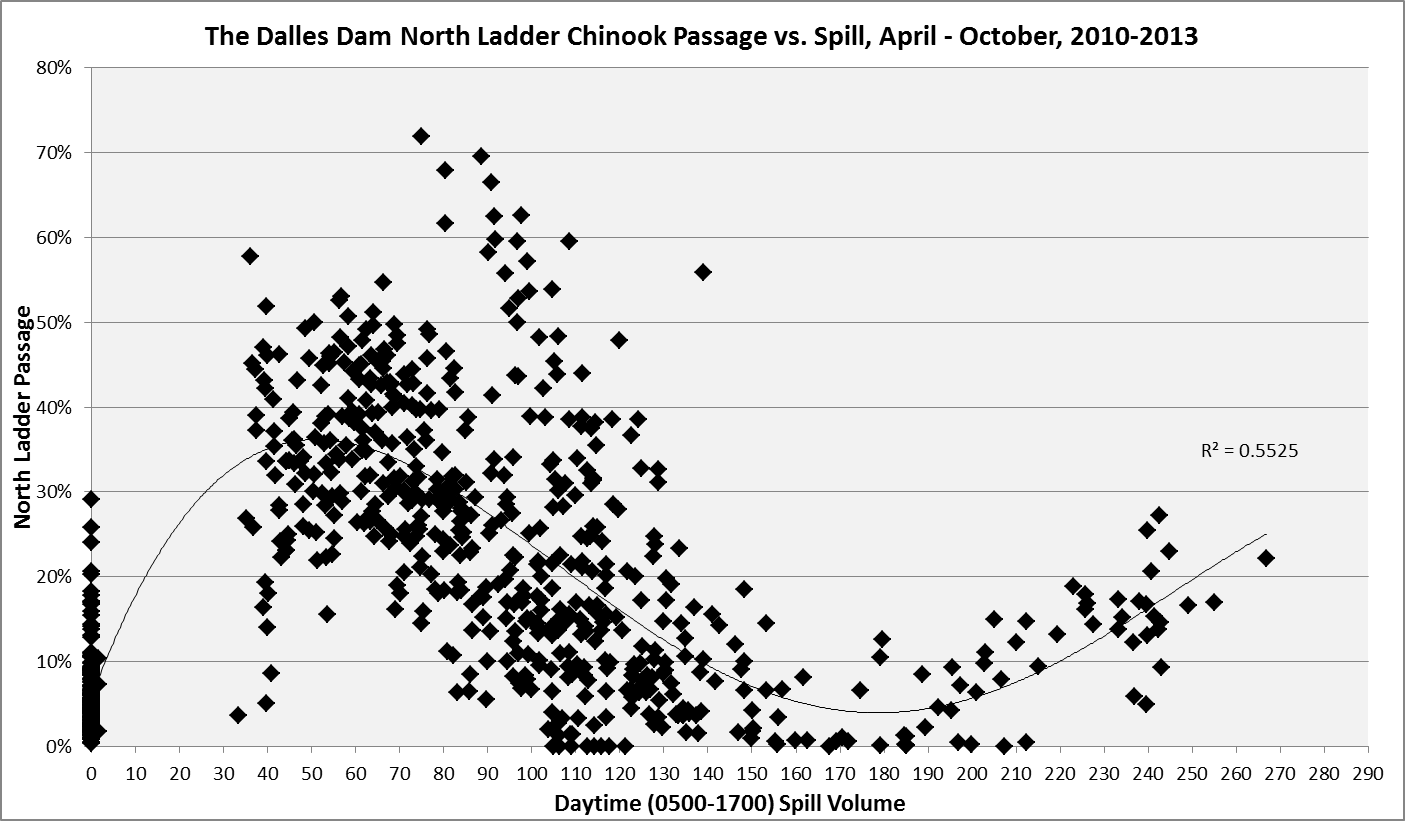 The Dalles Dam North Ladder Chinook Passage vs. Spill, April - October, 2010-2013
80%
70%
60%
50%
40%
30%
20%
10%
0%
North Ladder Passage
R² = 0.5525
0 10 20 30 40 50 60 70 80 90 100 110 120 130 140 150 160 170 180 190 200 210 220 230 240 250 260 270 280 290
Daytime (0500-1700) Spill Volume